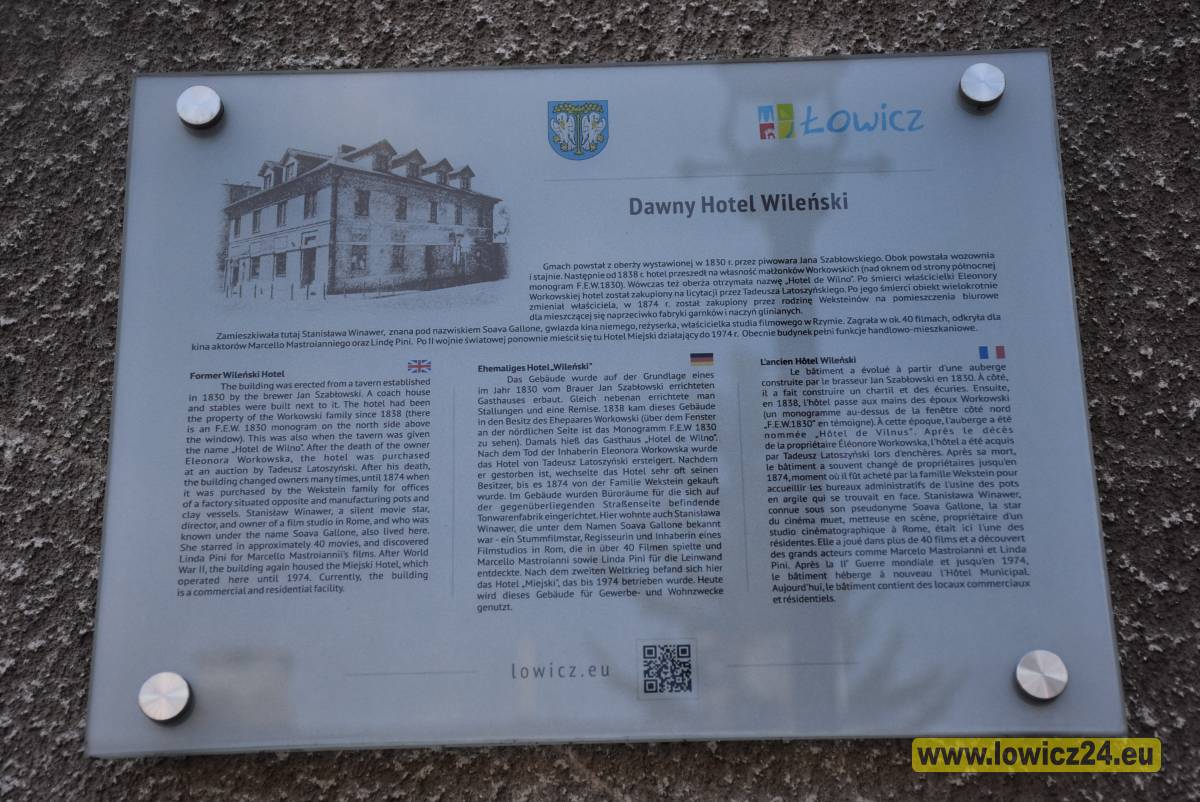 Łowicz
Dawny Hotel Wileński
Gmach powstał z oberży wystawionej w 1830 r. przez piwowara Jana Szabłowskiego. Obok powstała wozownia
i stajnie. Następnie od 1838 r. hotel przeszedł na własność małżonków Workowskich (nad oknem od strony północnej
monogram F.E.W.1830). Wówczas też oberża otrzymała nazwę „Hotel de Wilno”. Po śmierci właścicielki Eleonory
Workowskiej hotel został zakupiony na licytacji przez Tadeusza Latoszyńskiego. Po jego śmierci obiekt wielokrotnie
zmieniał właściciela, w 1874 r. został zakupiony przez rodzinę Weksteinów na pomieszczenia biurowe
dla mieszczącej się naprzeciwko fabryki garnków i naczyń glinianych.
Zamieszkiwała tutaj Stanisława Winawer, znana pod nazwiskiem Soava Gallone, gwiazda kina niemego, reżyserka, właścicielka studia filmowego w Rzymie. Zagrała w ok. 40 filmach, odkryła dla
kina aktorów Marcello Mastroianniego oraz Lindę Pini. Po II wojnie światowej ponownie mieścił się tu Hotel Miejski działający do 1974 r. Obecnie budynek pełni funkcje handlowo-mieszkaniowe.
Former Wileński Hotel
The building was erected from a tavern established
in 1830 by the brewer Jan Szabłowski. A coach house
and stables were built next to it. The hotel had been
the property of the Workowski family since 1838 (there
is an F.E.W. 1830 monogram on the north side above
the window). This was also when the tavern was given
the name „Hotel de Wilno”. After the death of the owner
Eleonora Workowska, the hotel was purchased
at an auction by Tadeusz Latoszyński. After his death,
the building changed owners many times, until 1874 when
it was purchased by the Wekstein family for offices
of a factory situated opposite and manufacturing pots and
clay vessels. Stanisław Winawer, a silent movie star,
director, and owner of a film studio in Rome, and who was
known under the name Soava Gallone, also lived here.
She starred in approximately 40 movies, and discovered
Linda Pini for Marcello Mastroiannii's films. After World
War II, the building again housed the Miejski Hotel, which
operated here until 1974. Currently, the building
is a commercial and residential facility.
Ehemaliges Hotel „Wileński”
Das Gebäude wurde auf der Grundlage eines
im Jahr 1830 vom Brauer Jan Szabłowski errichteten
Gasthauses erbaut. Gleich nebenan errichtete man
Stallungen und eine Remise. 1838 kam dieses Gebäude
in den Besitz des Ehepaares Workowski (über dem Fenster
an der nördlichen Seite ist das Monogramm F.E.W 1830
zu sehen). Damals hieß das Gasthaus „Hotel de Wilno”.
Nach dem Tod der Inhaberin Eleonora Workowska wurde
das Hotel von Tadeusz Latoszyński ersteigert. Nachdem
er gestorben ist, wechselte das Hotel sehr oft seinen
Besitzer, bis es 1874 von der Familie Wekstein gekauft
wurde. Im Gebäude wurden Büroräume für die sich auf
der gegenüberliegenden Straßenseite befindende
Tonwarenfabrik eingerichtet. Hier wohnte auch Stanisława
Winawer, die unter dem Namen Soava Gallone bekannt
war - ein Stummfilmstar, Regisseurin und Inhaberin eines
Filmstudios in Rom, die in über 40 Filmen spielte und
Marcello Mastroianni sowie Linda Pini für die Leinwand
entdeckte. Nach dem zweiten Weltkrieg befand sich hier
das Hotel „Miejski”, das bis 1974 betrieben wurde. Heute
wird dieses Gebäude für Gewerbe- und Wohnzwecke
genutzt.
L'ancien Hôtel Wileński
Le bâtiment a évolué à partir d'une auberge
construite par le brasseur Jan Szabłowski en 1830. À côté,
il a fait construire un chartil et des écuries. Ensuite,
en 1838, l'hôtel passe aux mains des époux Workowski
(un monogramme au-dessus de la fenêtre côté nord
„F.E.W.1830” en témoigne). À cette époque, l'auberge a été
nommée „Hôtel de Vilnus”. Après le décès
de la propriétaire Éléonore Workowska, l'hôtel a été acquis
par Tadeusz Latoszyński lors d'enchères. Après sa mort,
le bâtiment a souvent changé de propriétaires jusqu'en
1874, moment où il fût acheté par la famille Wekstein pour
accueillir les bureaux administratifs de l'usine des pots
en argile qui se trouvait en face. Stanisława Winawer,
connue sous son pseudonyme Soava Gallone, la star
du cinéma muet, metteuse en scène, propriétaire d'un
studio cinématographique à Rome, était ici l'une des
résidentes. Elle a joué dans plus de 40 films et a découvert
des grands acteurs comme Marcelo Mastroianni et Linda
Pini. Après la II° Guerre mondiale et jusqu'en 1974,
le bâtiment héberge à nouveau l'Hôtel Municipal.
Aujourd'hui, le bâtiment contient des locaux commerciaux
et résidentiels.
lowicz.eu
www.lowicz24.eu